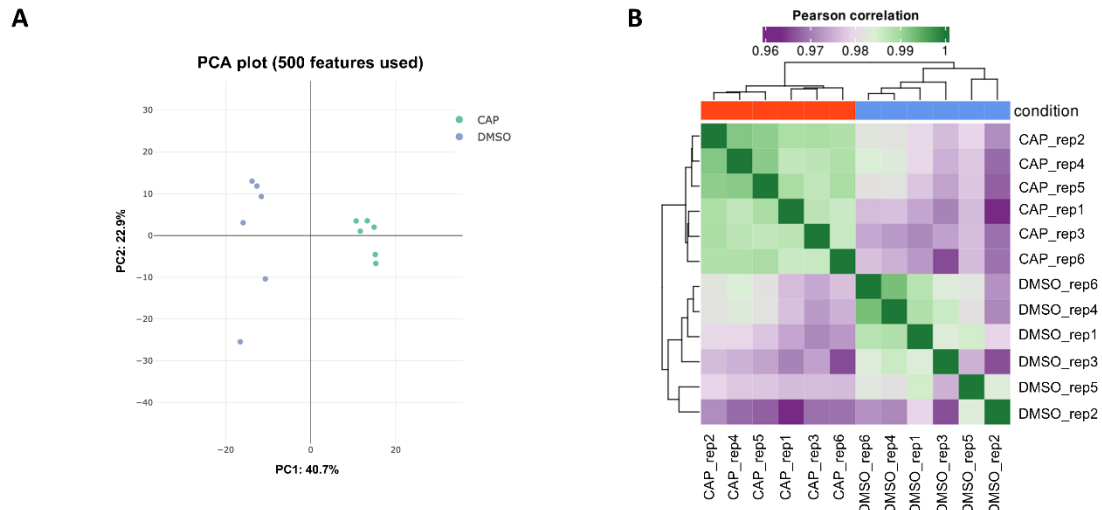 A
PCA plot (500 features used)
30
20
10
0
−10
−20
−30
−40
−20
0
20
PC2: 22.9%
PC1: 40.7%
CAP
DMSO
B
Pearson correlation
0.96 0.97 0.98 0.99 1
condition
CAP_rep2
CAP_rep4
CAP_rep5
CAP_rep1
CAP_rep3
CAP_rep6
DMSO_rep6
DMSO_rep4
DMSO_rep1
DMSO_rep3
DMSO_rep5
DMSO_rep2
CAP_rep2
CAP_rep4
CAP_rep5
CAP_rep1
CAP_rep3
CAP_rep6
DMSO_rep6
DMSO_rep4
DMSO_rep1
DMSO_rep3
DMSO_rep5
DMSO_rep2